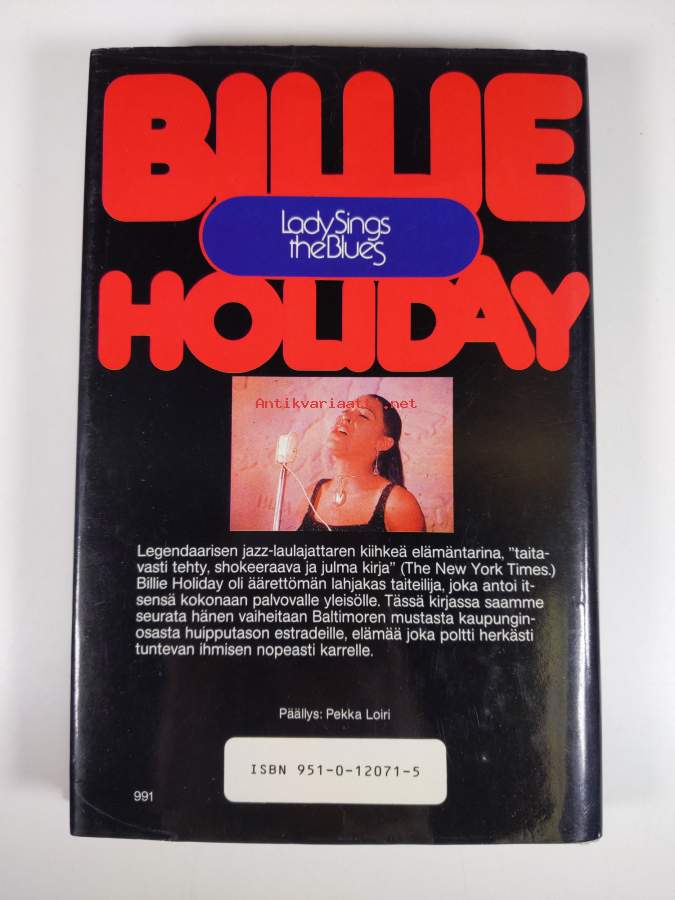 BILLIE
Lady Sings
the Blues
HOLIDAY
Antikvariaatin.net
Legendaarisen jazz-laulajattaren kiihkeä elämäntarina, "taita-
vasti tehty, shokeeraava ja julma kirja" (The New York Times.)
Billie Holiday oli äärettömän lahjakas taiteilija, joka antoi it-
sensä kokonaan palvovalle yleisölle. Tässä kirjassa saamme
seurata hänen vaiheitaan Baltimoren mustasta kaupungin-
osasta huipputason estradeille, elämää joka poltti herkästi
tuntevan ihmisen nopeasti karrelle.
Päällys: Pekka Loiri
ISBN 951-0-12071-5
991